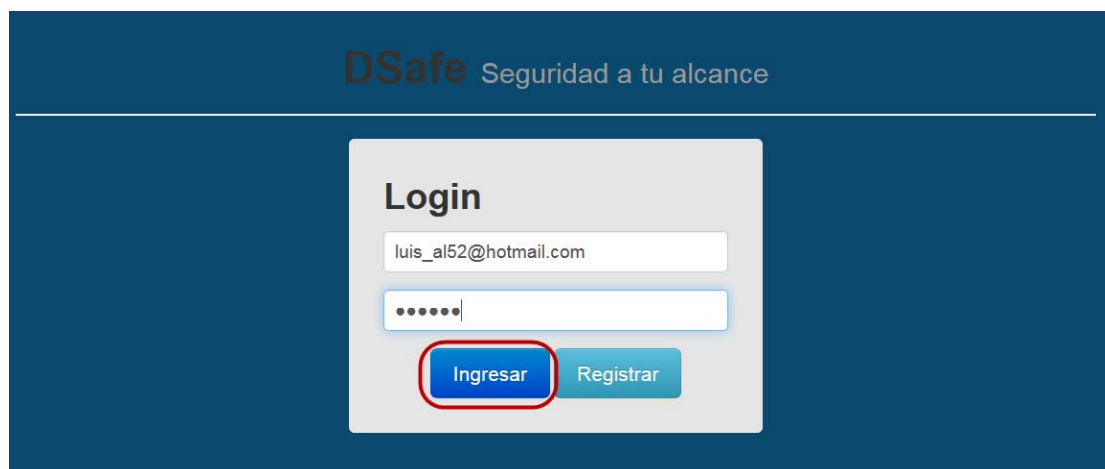 DSafe Seguridad a tu alcance
Login
luis_al52@hotmail.com
••••••
Ingresar Registrar